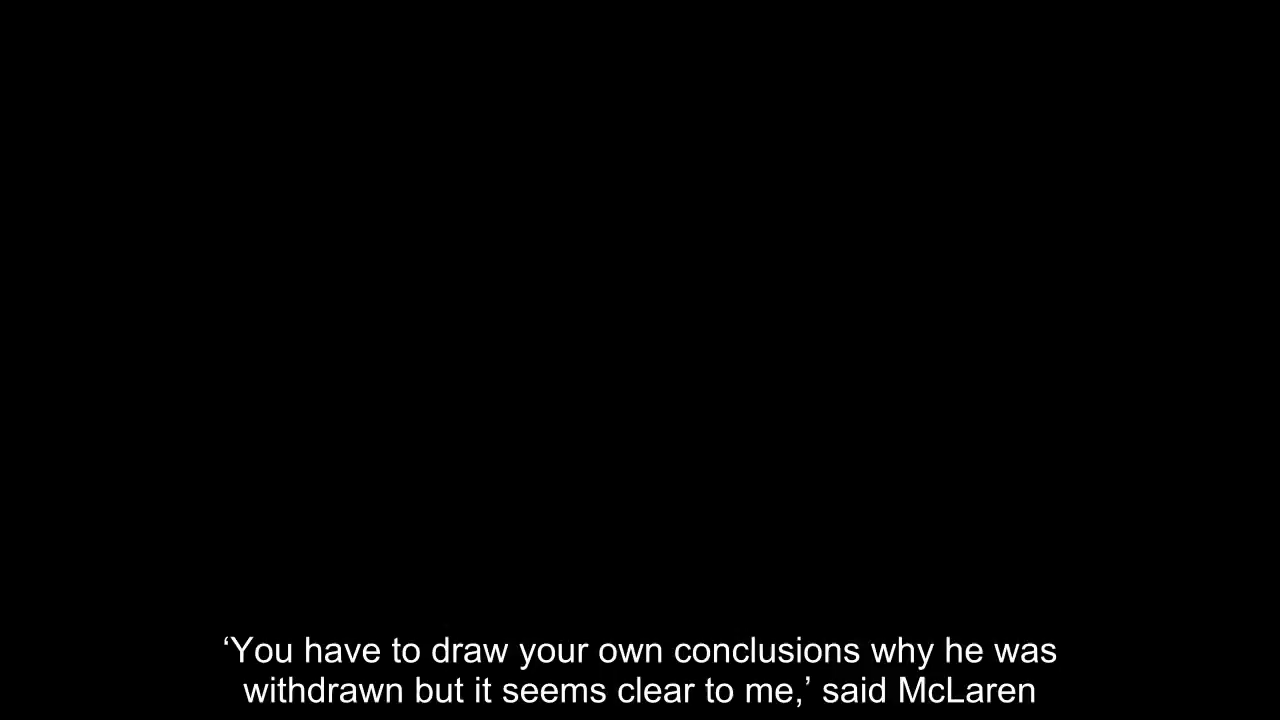 ‘You have to draw your own conclusions why he was
withdrawn but it seems clear to me,’ said McLaren